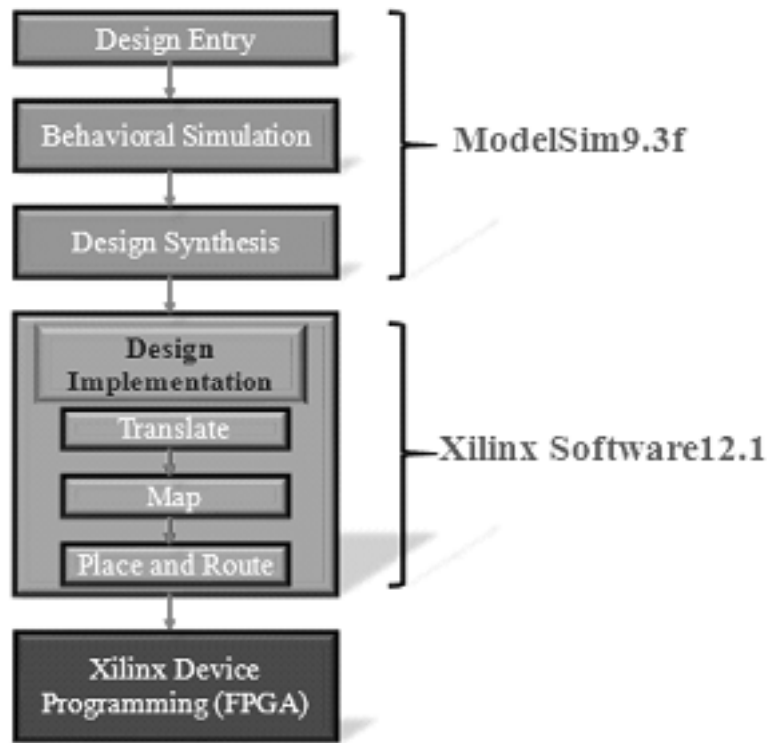 Design Entry
Behavioral Simulation
ModelSim9.3f
Design Synthesis
Design
Implementation
Translate
Xilinx Software12.1
Map
Place and Route
Xilinx Device
Programming (FPGA)